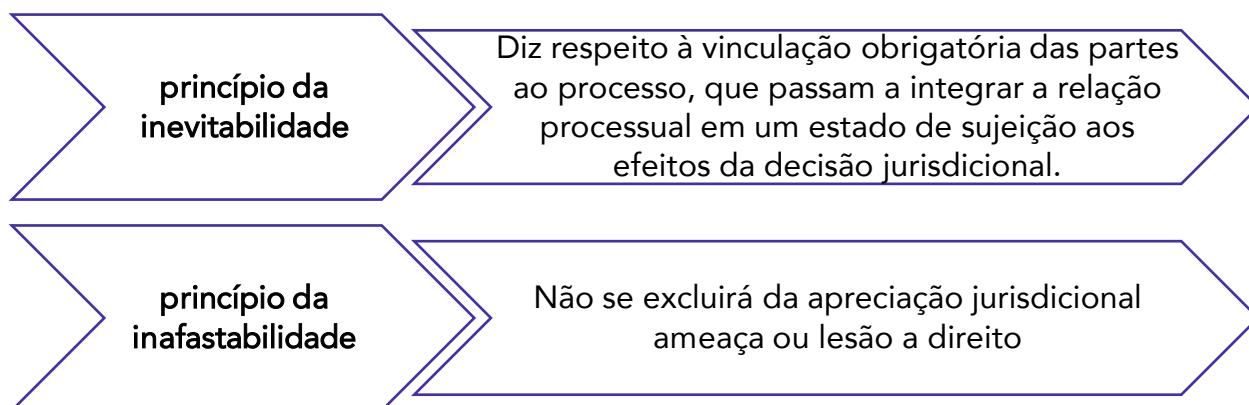 princípio da
inevitabilidade
Diz respeito à vinculação obrigatória das partes
ao processo, que passam a integrar a relação
processual em um estado de sujeição aos
efeitos da decisão jurisdicional.
princípio da
inafastabilidade
Não se excluirá da apreciação jurisdicional
ameaça ou lesão a direito